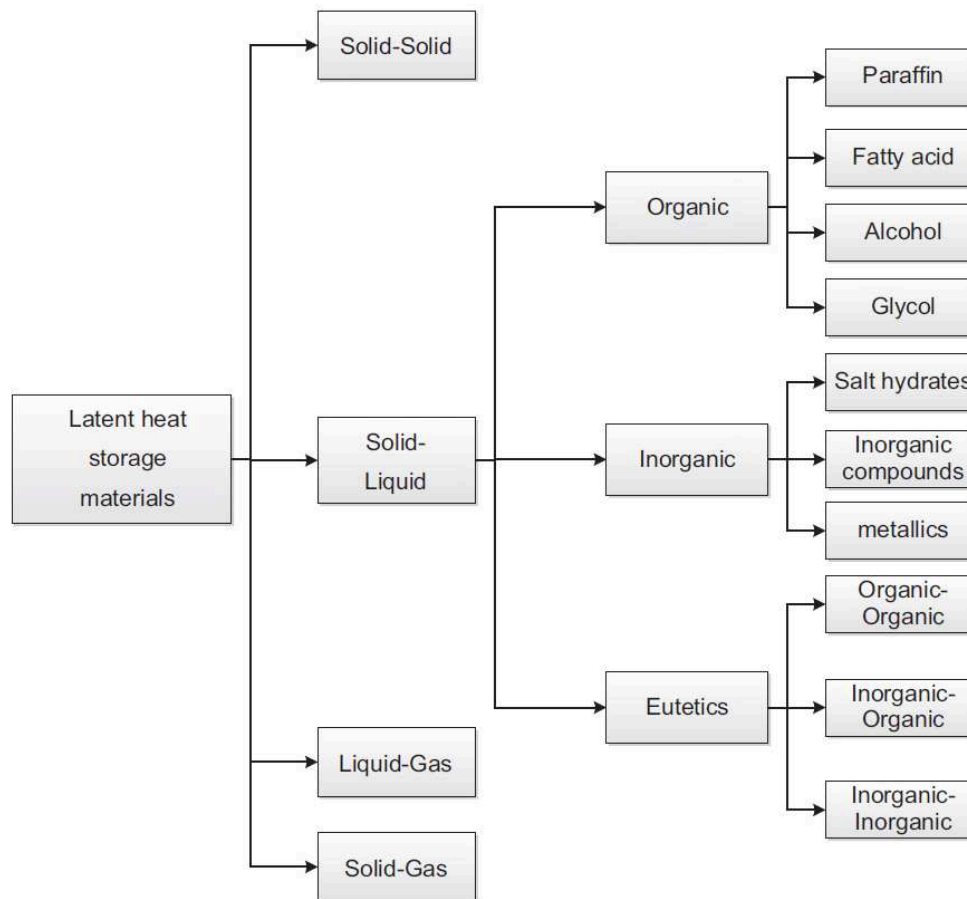 Solid-Solid
Paraffin
Fatty acid
Organic
Alcohol
Glycol
Latent heat
storage
materials
Solid-
Liquid
Inorganic
Salt hydrates
Inorganic
compounds
metallics
Organic-
Organic
Eutetics
Inorganic-
Organic
Inorganic-
Inorganic
Liquid-Gas
Solid-Gas